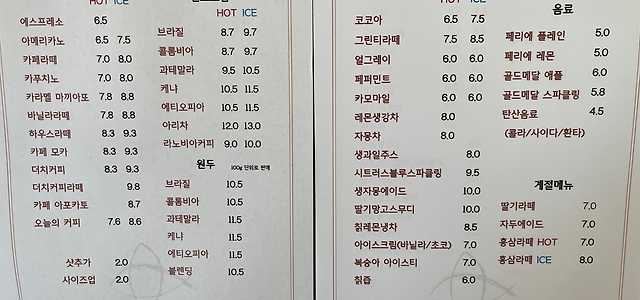 HOT ICE
에스프레소 6.5
아메리카노 6.5 7.5
카페라떼 7.0 8.0
카푸치노 7.0 8.0
카라멜 마끼아또 7.8 8.8
바닐라라떼 7.8 8.8
하우스라떼 8.3 9.3
카페 모카 8.3 9.3
더치커피 8.3 9.3
더치커피라떼 9.8
카페 아포카토 8.7
오늘의 커피 7.6 8.6
샷추가 2.0
사이즈업 2.0
HOT ICE
브라질 8.7 9.7
콜롬비아 8.7 9.7
과테말라 9.5 10.5
케냐 10.5 11.5
에티오피아 10.5 11.5
아리차 12.0 13.0
라노비아커피 9.0 10.0
원두 100g 단위로 판매
브라질 10.5
콜롬비아 10.5
과테말라 11.5
케냐 11.5
에티오피아 11.5
블렌딩 10.5
HOT ICE
코코아 6.5 7.5
그린티라떼 7.5 8.5
얼그레이 6.0 6.0
페퍼민트 6.0 6.0
카모마일 6.0 6.0
레몬생강차 8.0
자몽차 8.0
생과일주스 8.0
시트러스블루스파클링 9.5
생자몽에이드 10.0
딸기망고스무디 10.0
칡레몬냉차 8.5
아이스크림(바닐라/초코) 7.0
복숭아 아이스티 7.0
칡즙 6.0
음료
페리에 플레인 5.0
페리에 레몬 5.0
골드메달 애플 6.0
골드메달 스파클링 5.8
탄산음료 4.5
(콜라/사이다/환타)
계절메뉴
딸기라떼 7.0
자두에이드 7.0
홍삼라떼 HOT 7.0
홍삼라떼 ICE 8.0